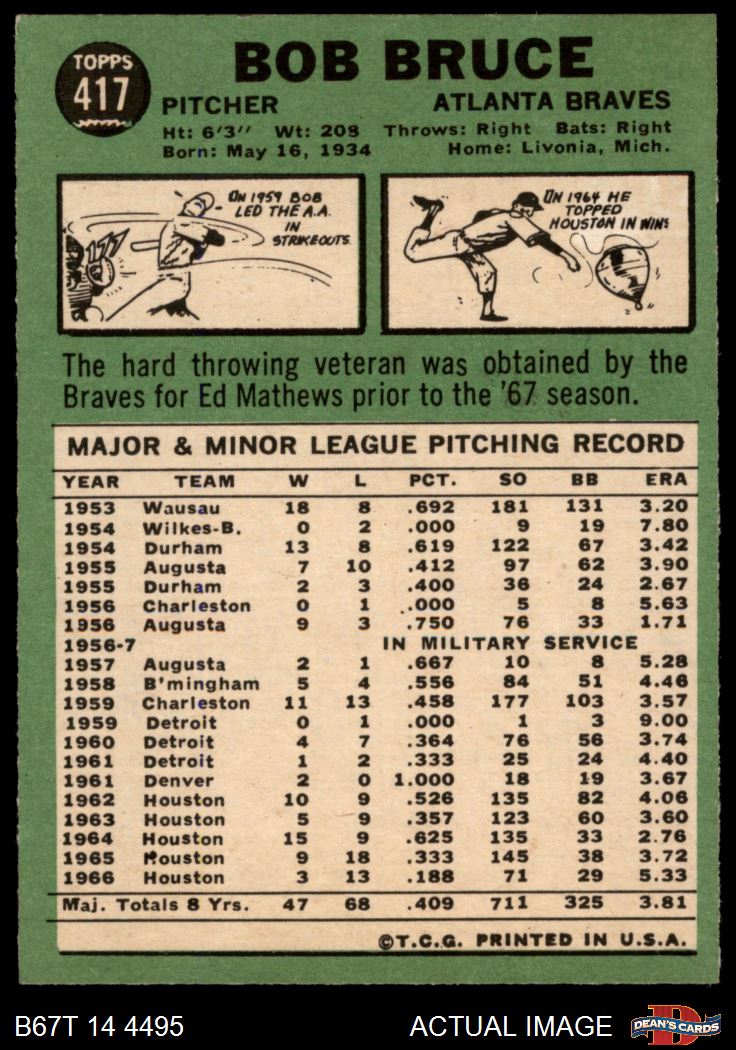 TOPPS
417
BOB BRUCE
PITCHER ATLANTA BRAVES
Ht: 6'3" Wt: 208 Throws: Right Bats: Right
Born: May 16, 1934 Home: Livonia, Mich.
ON 1959 BOB
LED THE A.A.
IN
STRIKEOUTS.
ON 1964 HE
TOPPED
HOUSTON IN WINS
The hard throwing veteran was obtained by the
Braves for Ed Mathews prior to the '67 season.
MAJOR & MINOR LEAGUE PITCHING RECORD
YEAR TEAM W L PCT. SO BB ERA
1953 Wausau 18 8 .692 181 131 3.20
1954 Wilkes-B. 0 2 .000 9 19 7.80
1954 Durham 13 8 .619 122 67 3.42
1955 Augusta 7 10 .412 97 62 3.90
1955 Durham 2 3 .400 36 24 2.67
1956 Charleston 0 1 .000 5 8 5.63
1956 Augusta 9 3 .750 76 33 1.71
1956-7 IN MILITARY SERVICE
1957 Augusta 2 1 .667 10 8 5.28
1958 B'mingham 5 4 .556 84 51 4.46
1959 Charleston 11 13 .458 177 103 3.57
1959 Detroit 0 1 .000 1 3 9.00
1960 Detroit 4 7 .364 76 56 3.74
1961 Detroit 1 2 .333 25 24 4.40
1961 Denver 2 0 1.000 18 19 3.67
1962 Houston 10 9 .526 135 82 4.06
1963 Houston 5 9 .357 123 60 3.60
1964 Houston 15 9 .625 135 33 2.76
1965 Houston 9 18 .333 145 38 3.72
1966 Houston 3 13 .188 71 29 5.33
Maj. Totals 8 Yrs. 47 68 .409 711 325 3.81
©T.C.G. PRINTED IN U.S.A.
B67T 14 4495 ACTUAL IMAGE
D
DEAN'S CARDS